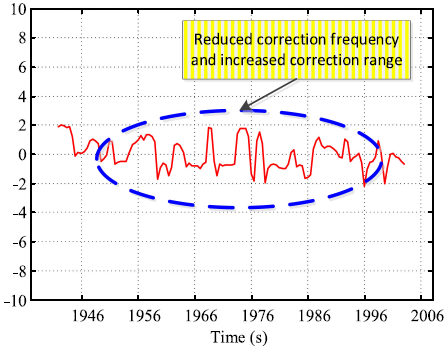 10
8
6
4
2
0
−2
−4
−6
−8
−10
Reduced correction frequency
and increased correction range
1946 1956 1966 1976 1986 1996 2006
Time (s)